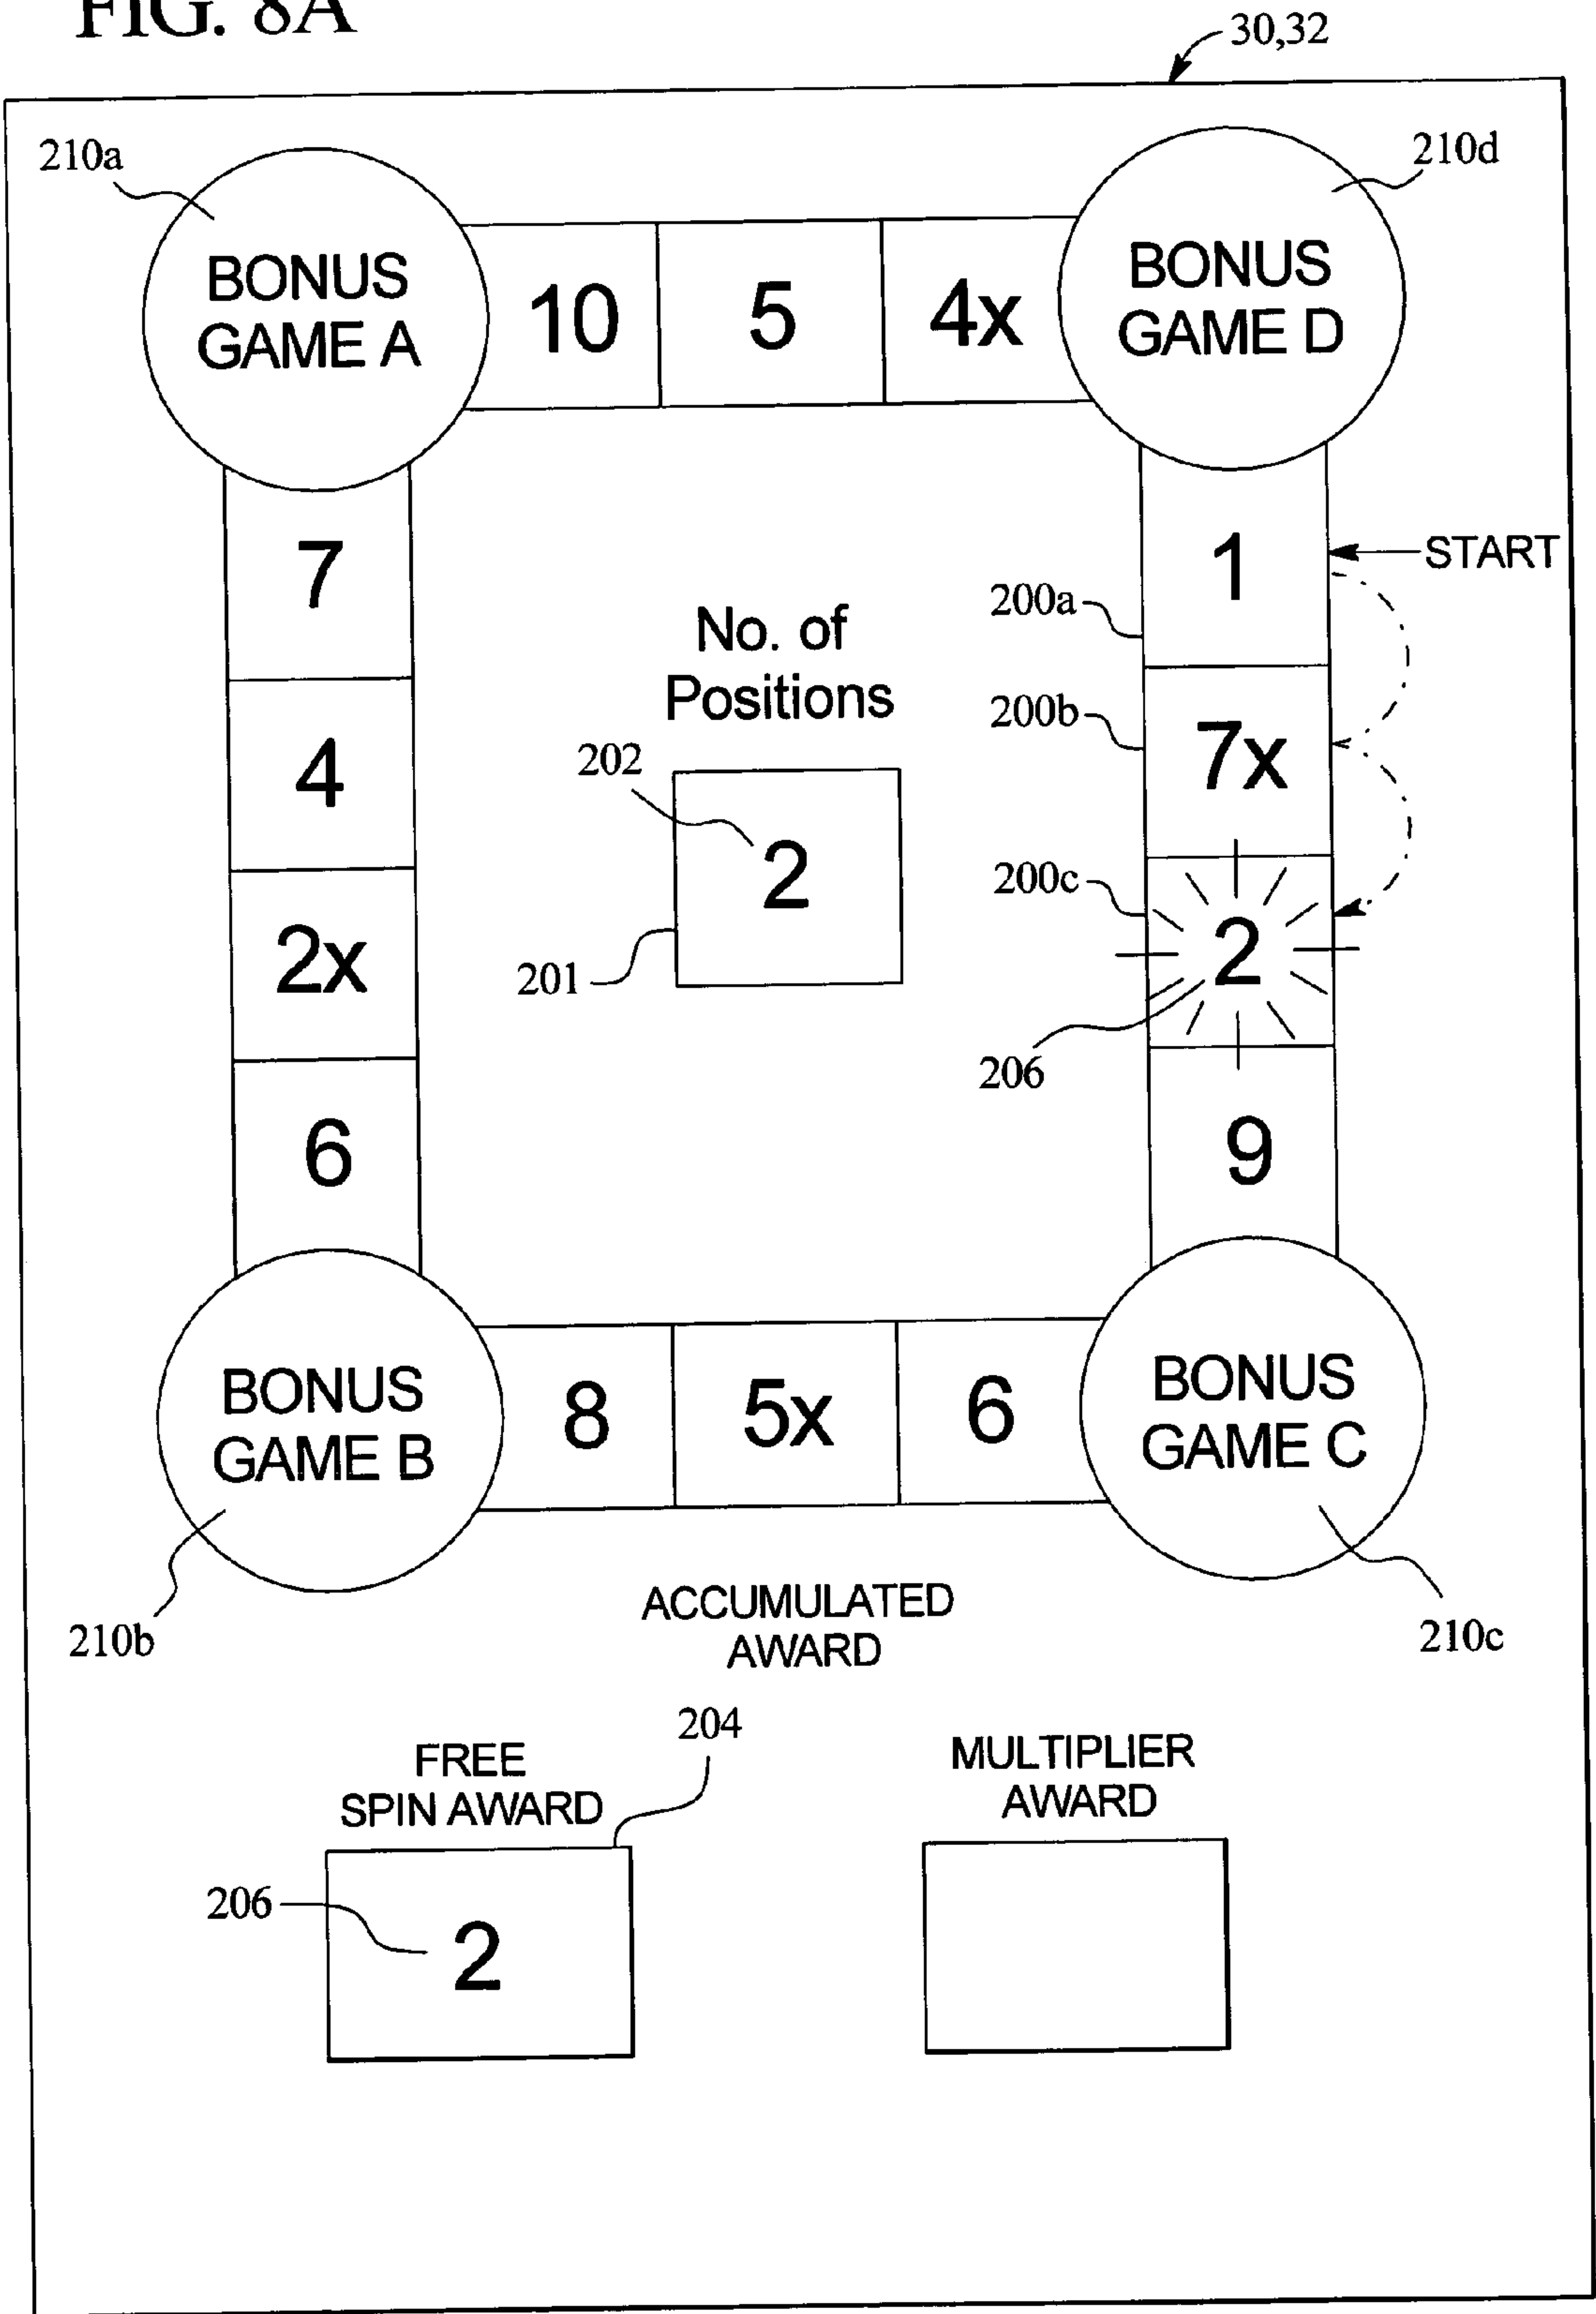 FIG. 8A
30,32
210a
210d
BONUS
GAME A
10
5
4x
BONUS
GAME D
7
1
START
200a
No. of
Positions
4
202
2
200b
7x
2x
201
200c
2
206
6
9
BONUS
GAME B
8
5x
6
BONUS
GAME C
210b
ACCUMULATED
AWARD
210c
204
FREE
SPIN AWARD
MULTIPLIER
AWARD
206
2